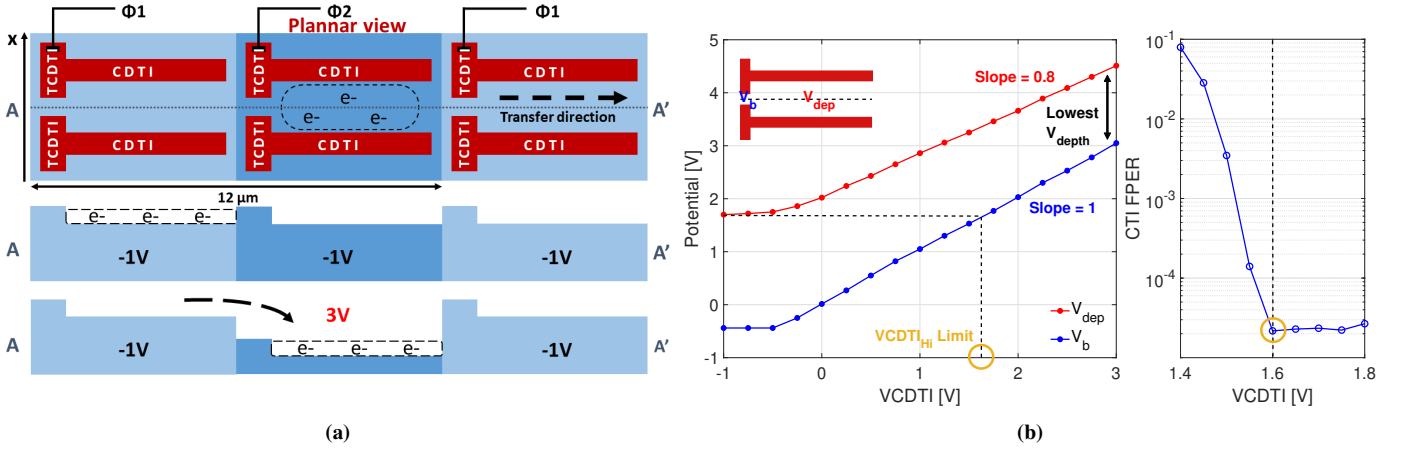 Φ1
Φ2
Φ1
Plannar view
x
TCDTI
CDTI
TCDTI
CDTI
TCDTI
CDTI
e-
A
A'
e-
e-
Transfer direction
TCDTI
CDTI
TCDTI
CDTI
TCDTI
CDTI
12 μm
e- e- e-
A
-1V
-1V
-1V
A'
3V
A
-1V
e- e- e-
-1V
A'
(a)
5
4
3
2
1
0
-1
Potential [V]
-1
0
1
2
3
VCDTI [V]
V_b
V_dep
Slope = 0.8
Lowest
V_depth
Slope = 1
VCDTI_Hi Limit
V_dep
V_b
10^-1
10^-2
10^-3
10^-4
CTI FPER
1.4
1.6
1.8
VCDTI [V]
(b)